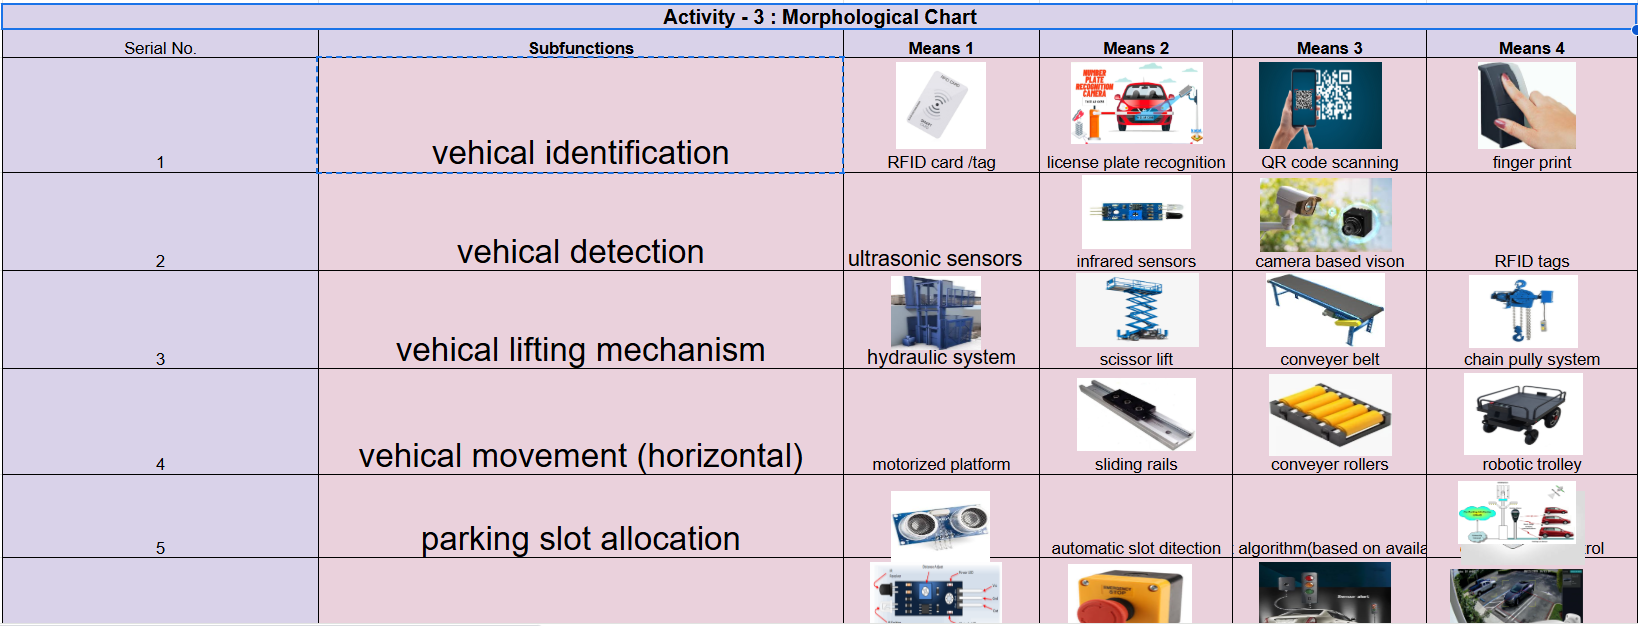 Activity - 3 : Morphological Chart
Serial No. Subfunctions Means 1 Means 2 Means 3 Means 4
NUMBER
PLATE
RECOGNITION
CAMERA
1 vehical identification RFID card /tag license plate recognition QR code scanning finger print
2 vehical detection ultrasonic sensors infrared sensors camera based vison RFID tags
3 vehical lifting mechanism hydraulic system scissor lift conveyer belt chain pully system
4 vehical movement (horizontal) motorized platform sliding rails conveyer rollers robotic trolley
5 parking slot allocation automatic slot ditection algorithm(based on availa trol
EMERGENCY
STOP